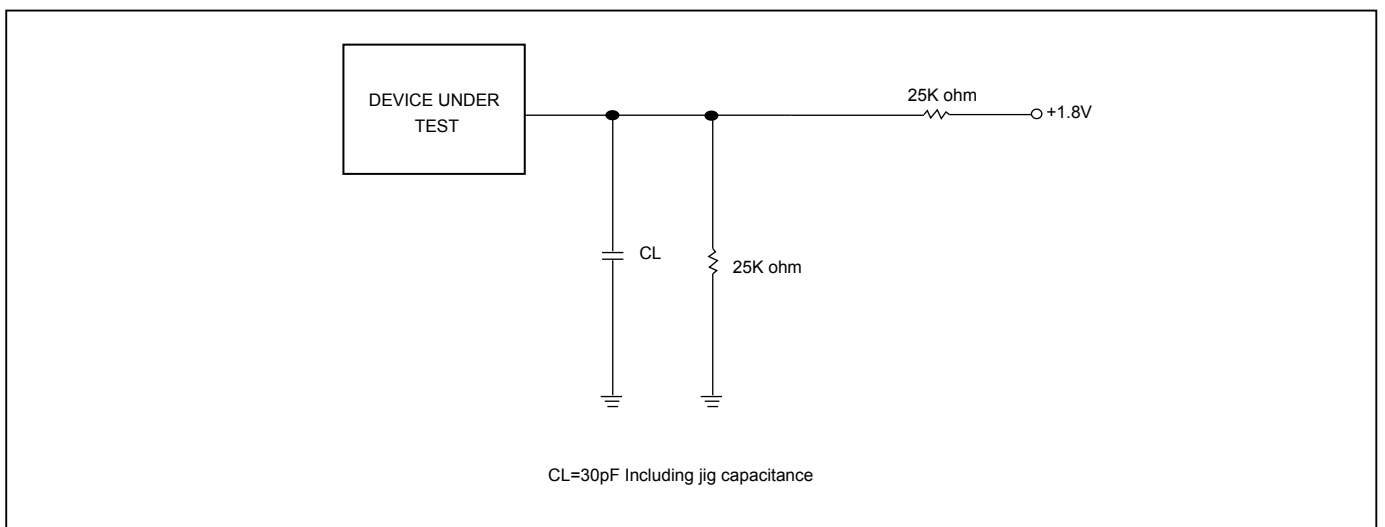 DEVICE UNDER
TEST
25K ohm
+1.8V
CL
25K ohm
CL=30pF Including jig capacitance